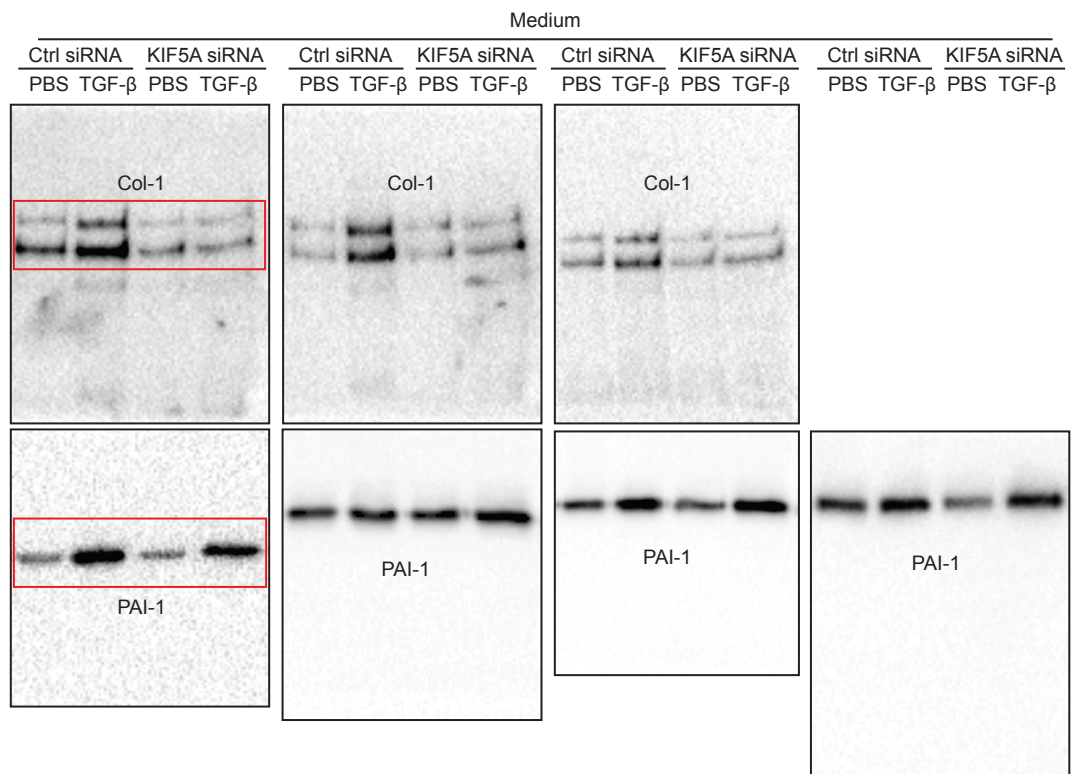 Medium
Ctrl siRNA KIF5A siRNA Ctrl siRNA KIF5A siRNA Ctrl siRNA KIF5A siRNA Ctrl siRNA KIF5A siRNA
PBS TGF-β PBS TGF-β PBS TGF-β PBS TGF-β PBS TGF-β PBS TGF-β PBS TGF-β PBS TGF-β
Col-1 Col-1 Col-1
PAI-1 PAI-1 PAI-1 PAI-1